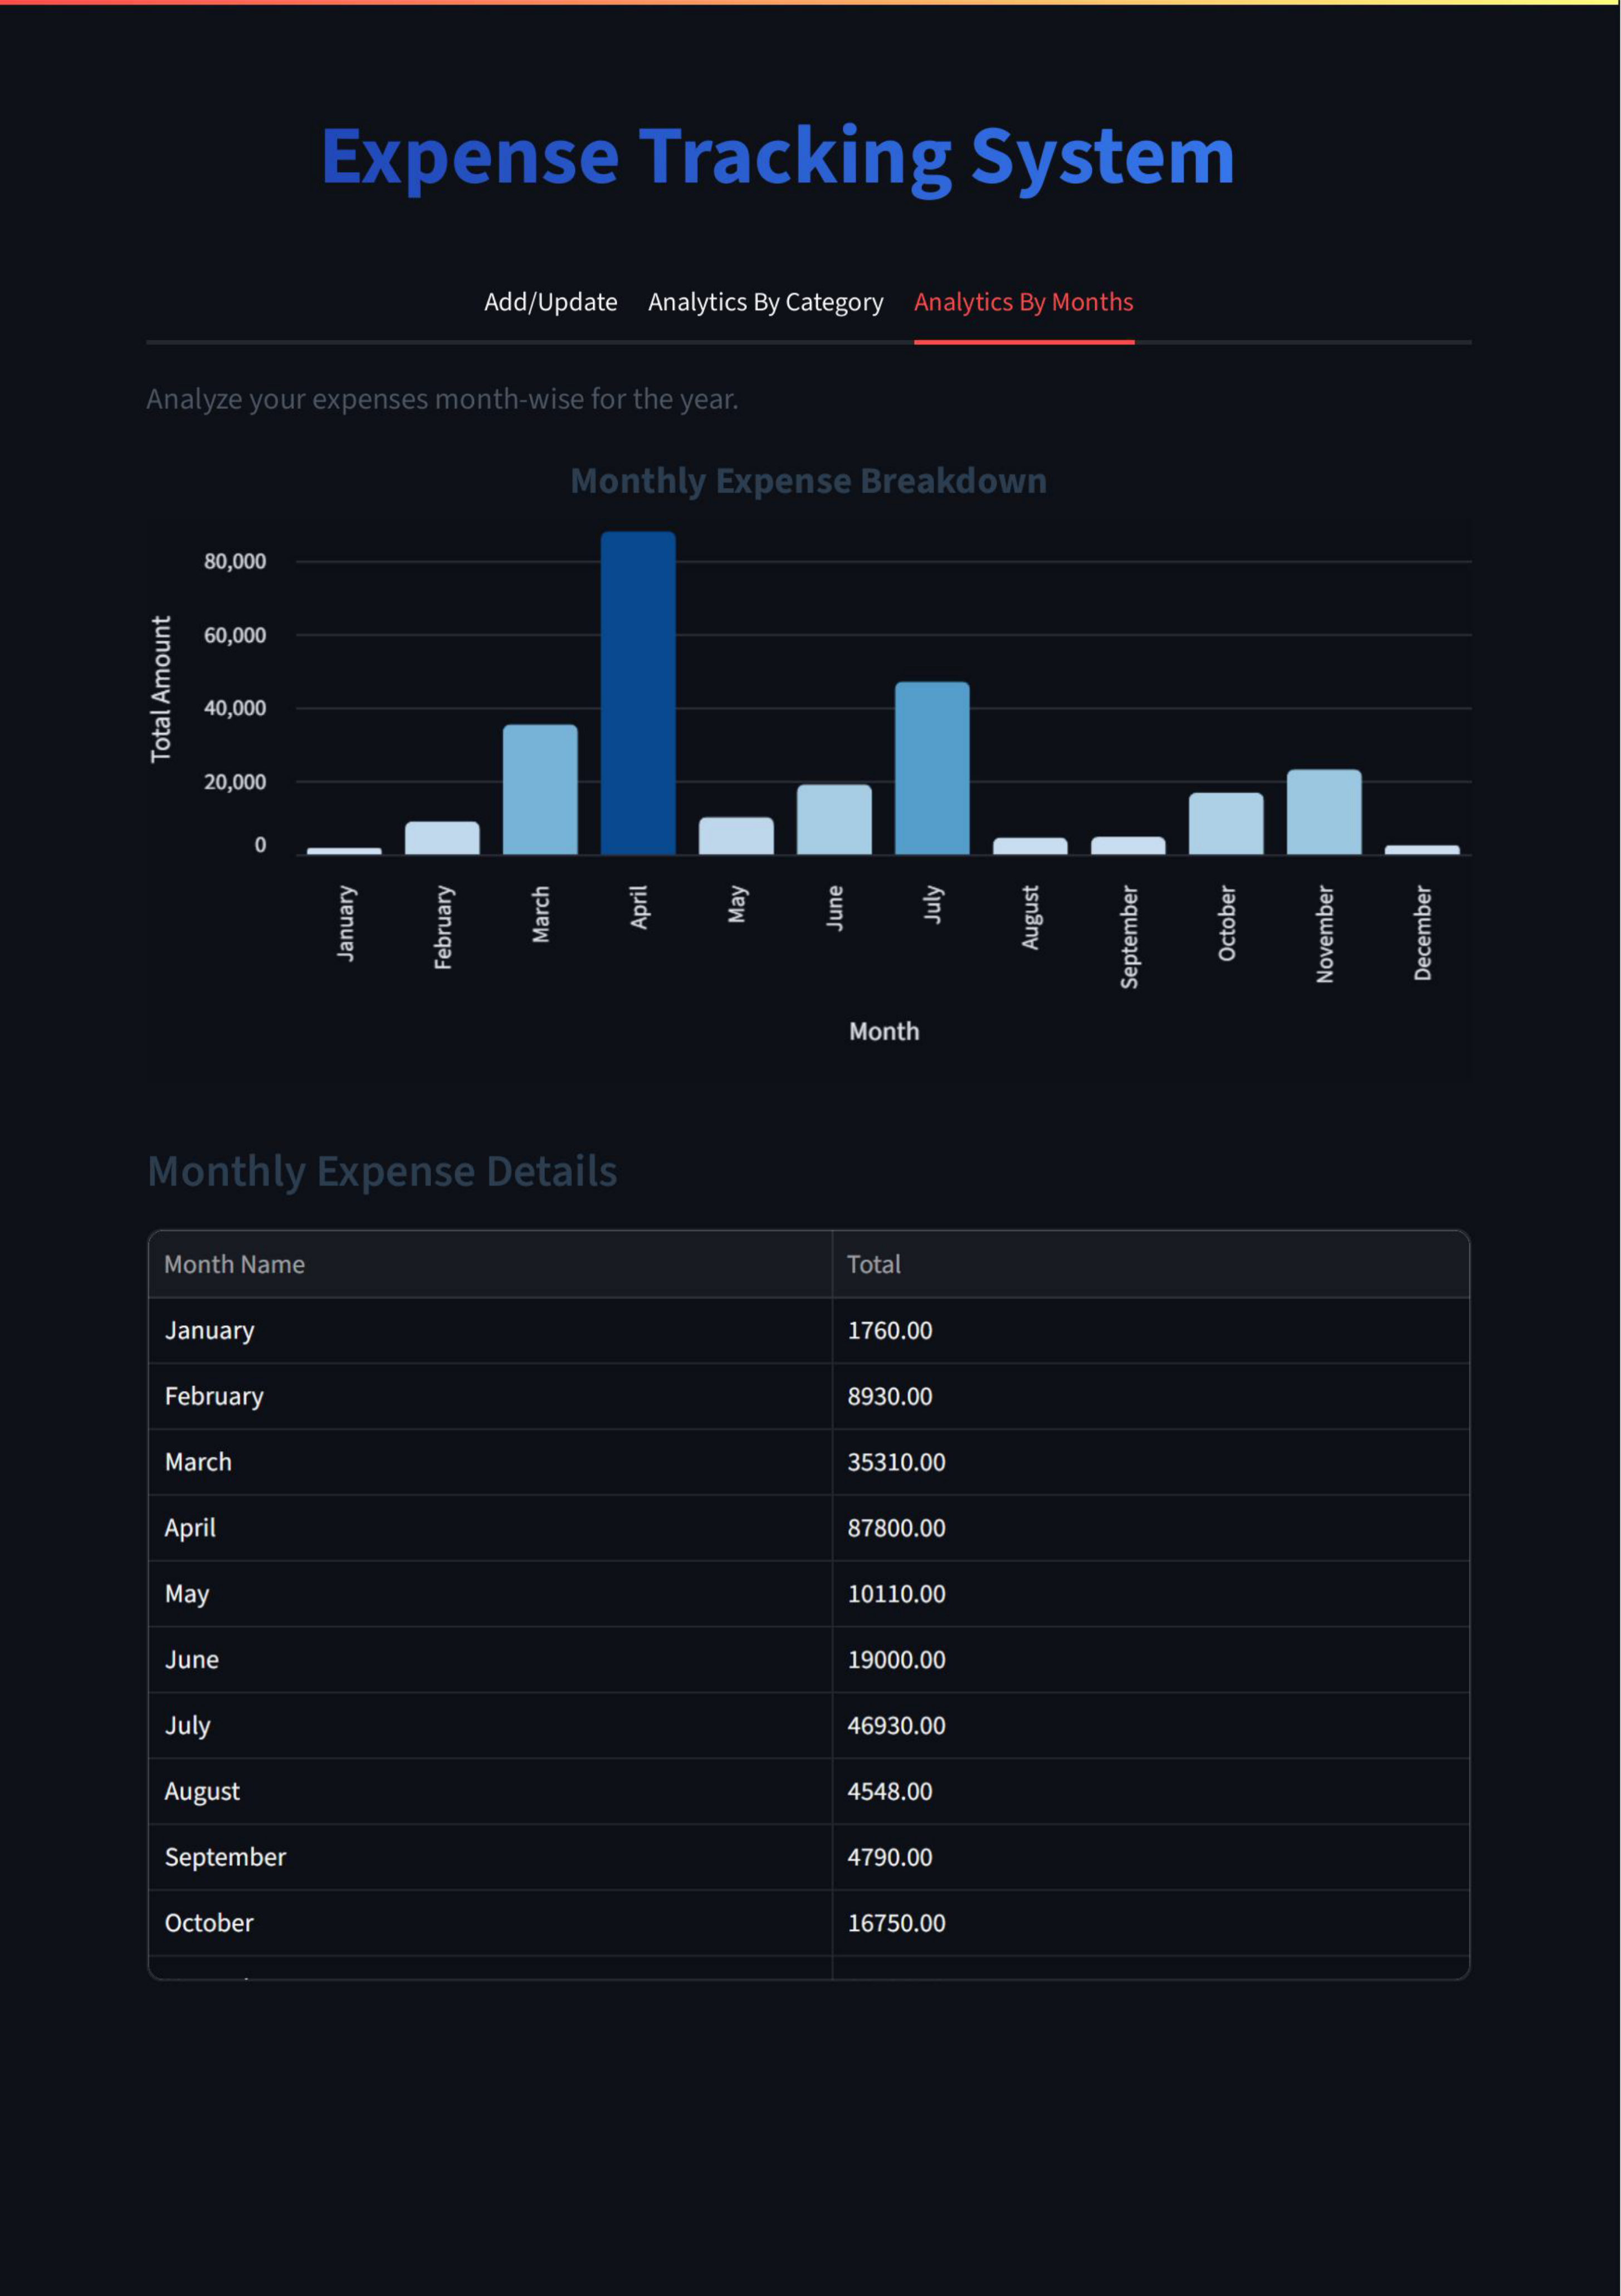 Expense Tracking System
Add/Update Analytics By Category Analytics By Months
Analyze your expenses month-wise for the year.
Monthly Expense Breakdown
Total Amount
80,000
60,000
40,000
20,000
0
January February March April May June July August September October November December
Month
Monthly Expense Details
Month Name Total
January 1760.00
February 8930.00
March 35310.00
April 87800.00
May 10110.00
June 19000.00
July 46930.00
August 4548.00
September 4790.00
October 16750.00